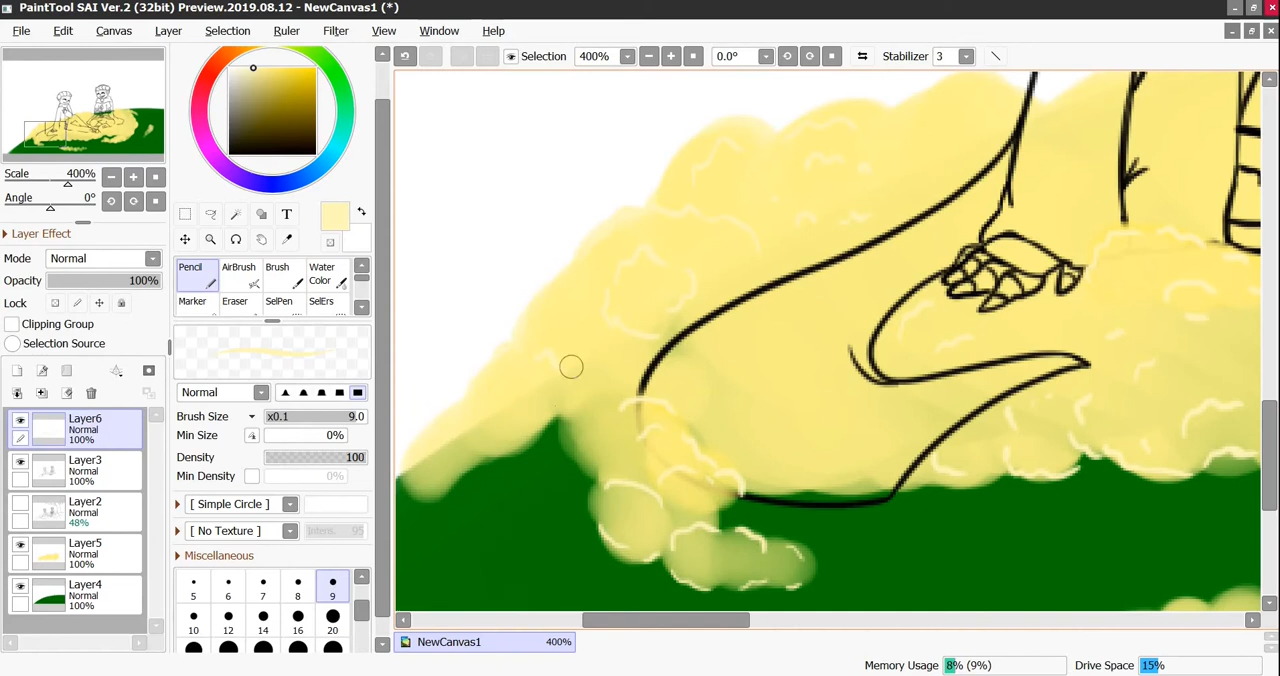 PaintTool SAI Ver.2 (32bit) Preview.2019.08.12 - NewCanvas1 (*)
File Edit Canvas Layer Selection Ruler Filter View Window Help
Selection 400% 0.0° Stabilizer 3
Scale 400%
Angle 0°
Layer Effect
Mode Normal
Opacity 100%
Lock
Clipping Group
Selection Source
Layer6
Normal
100%
Layer3
Normal
100%
Layer2
Normal
48%
Layer5
Normal
100%
Layer4
Normal
100%
T
Pencil AirBrush Brush Water Color
Marker Eraser SelPen SelErs
Normal
Brush Size x0.1 9.0
Min Size 0%
Density 100
Min Density 0%
[ Simple Circle ]
[ No Texture ] Intens. 95
Miscellaneous
5 6 7 8 9
10 12 14 16 20
NewCanvas1 400%
Memory Usage 8% (9%) Drive Space 15%